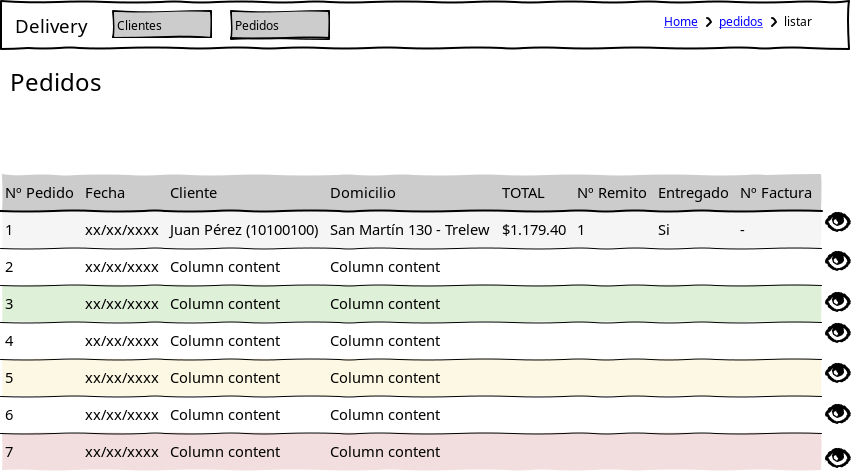 Delivery Clientes Pedidos Home pedidos listar
Pedidos
Nº Pedido Fecha Cliente Domicilio TOTAL Nº Remito Entregado Nº Factura
1 xx/xx/xxxx Juan Pérez (10100100) San Martín 130 - Trelew $1.179.40 1 Si -
2 xx/xx/xxxx Column content Column content
3 xx/xx/xxxx Column content Column content
4 xx/xx/xxxx Column content Column content
5 xx/xx/xxxx Column content Column content
6 xx/xx/xxxx Column content Column content
7 xx/xx/xxxx Column content Column content